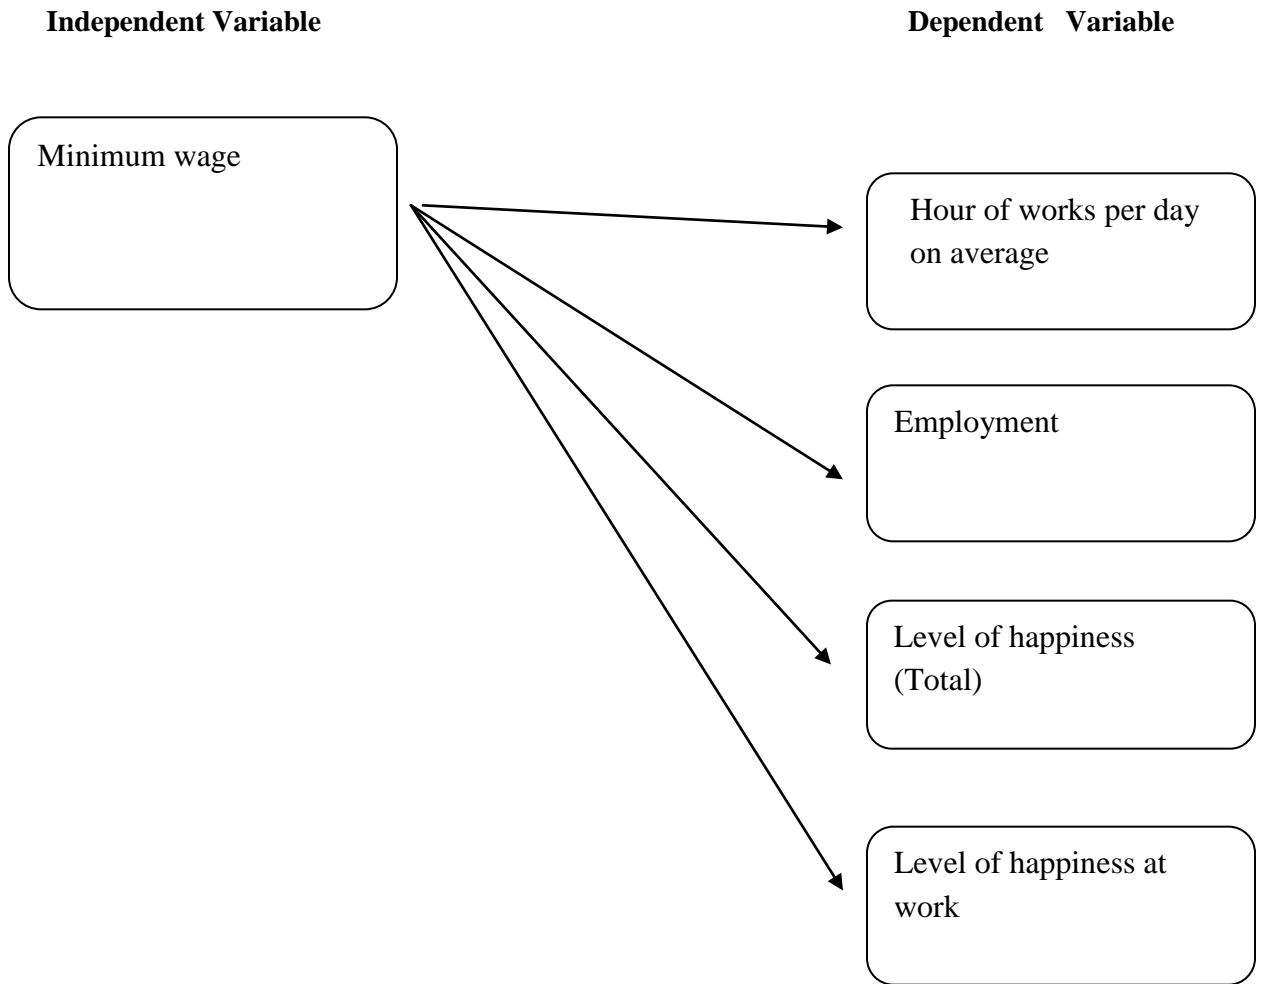 Independent Variable
Dependent Variable
Minimum wage
Hour of works per day
on average
Employment
Level of happiness
(Total)
Level of happiness at
work